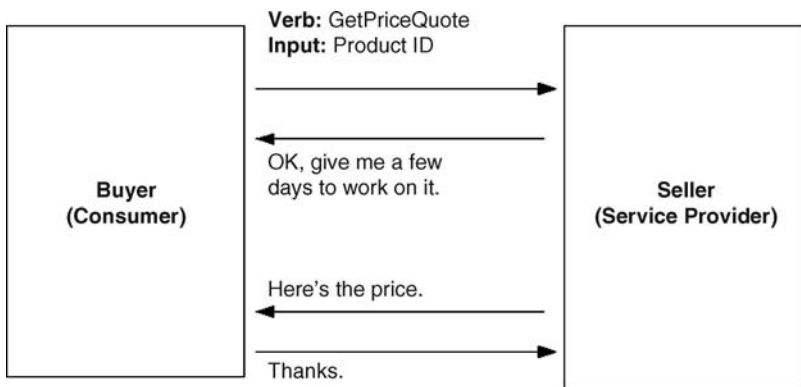 Verb: GetPriceQuote
Input: Product ID
OK, give me a few
days to work on it.
Buyer
(Consumer)
Seller
(Service Provider)
Here's the price.
Thanks.